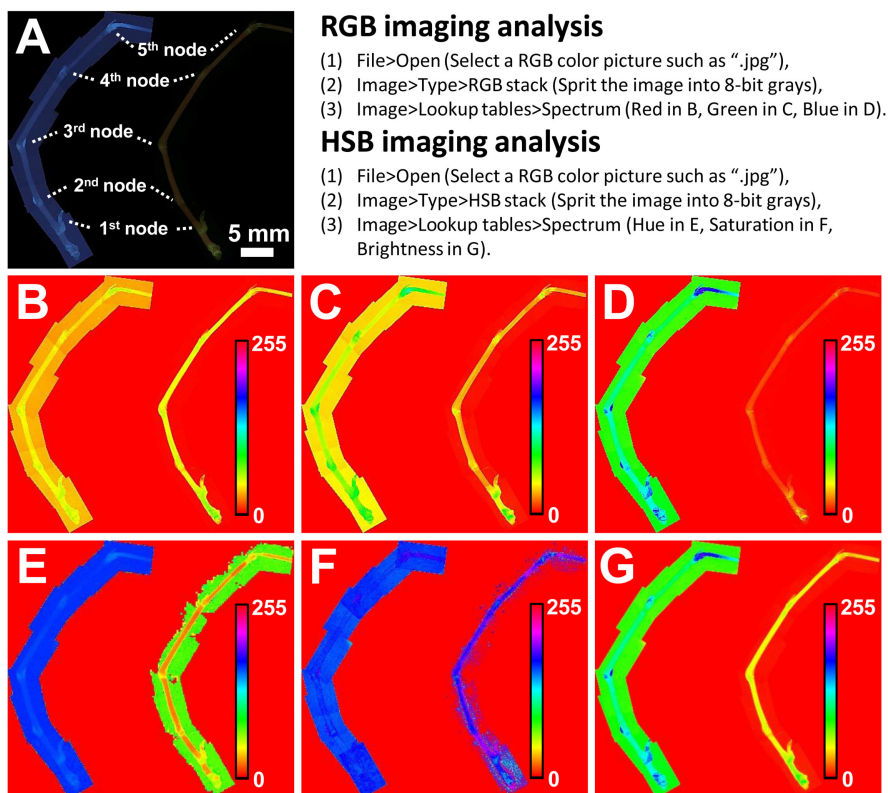 A
5th node
4th node
3rd node
2nd node
1st node
5 mm
RGB imaging analysis
(1) File>Open (Select a RGB color picture such as “.jpg”),
(2) Image>Type>RGB stack (Sprit the image into 8-bit grays),
(3) Image>Lookup tables>Spectrum (Red in B, Green in C, Blue in D).
HSB imaging analysis
(1) File>Open (Select a RGB color picture such as “.jpg”),
(2) Image>Type>HSB stack (Sprit the image into 8-bit grays),
(3) Image>Lookup tables>Spectrum (Hue in E, Saturation in F,
Brightness in G).
B
255
0
C
255
0
D
255
0
E
255
0
F
255
0
G
255
0